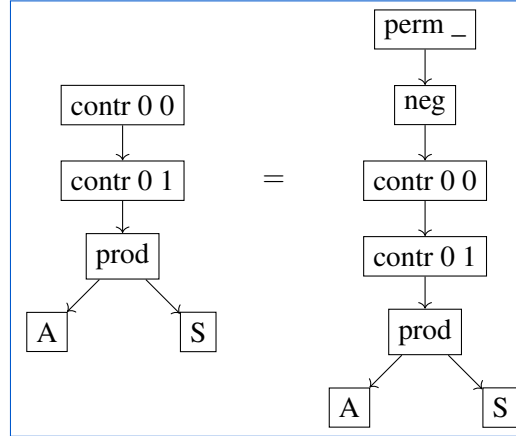 contr 0 0
contr 0 1
prod
A S
=
perm _
neg
contr 0 0
contr 0 1
prod
A S